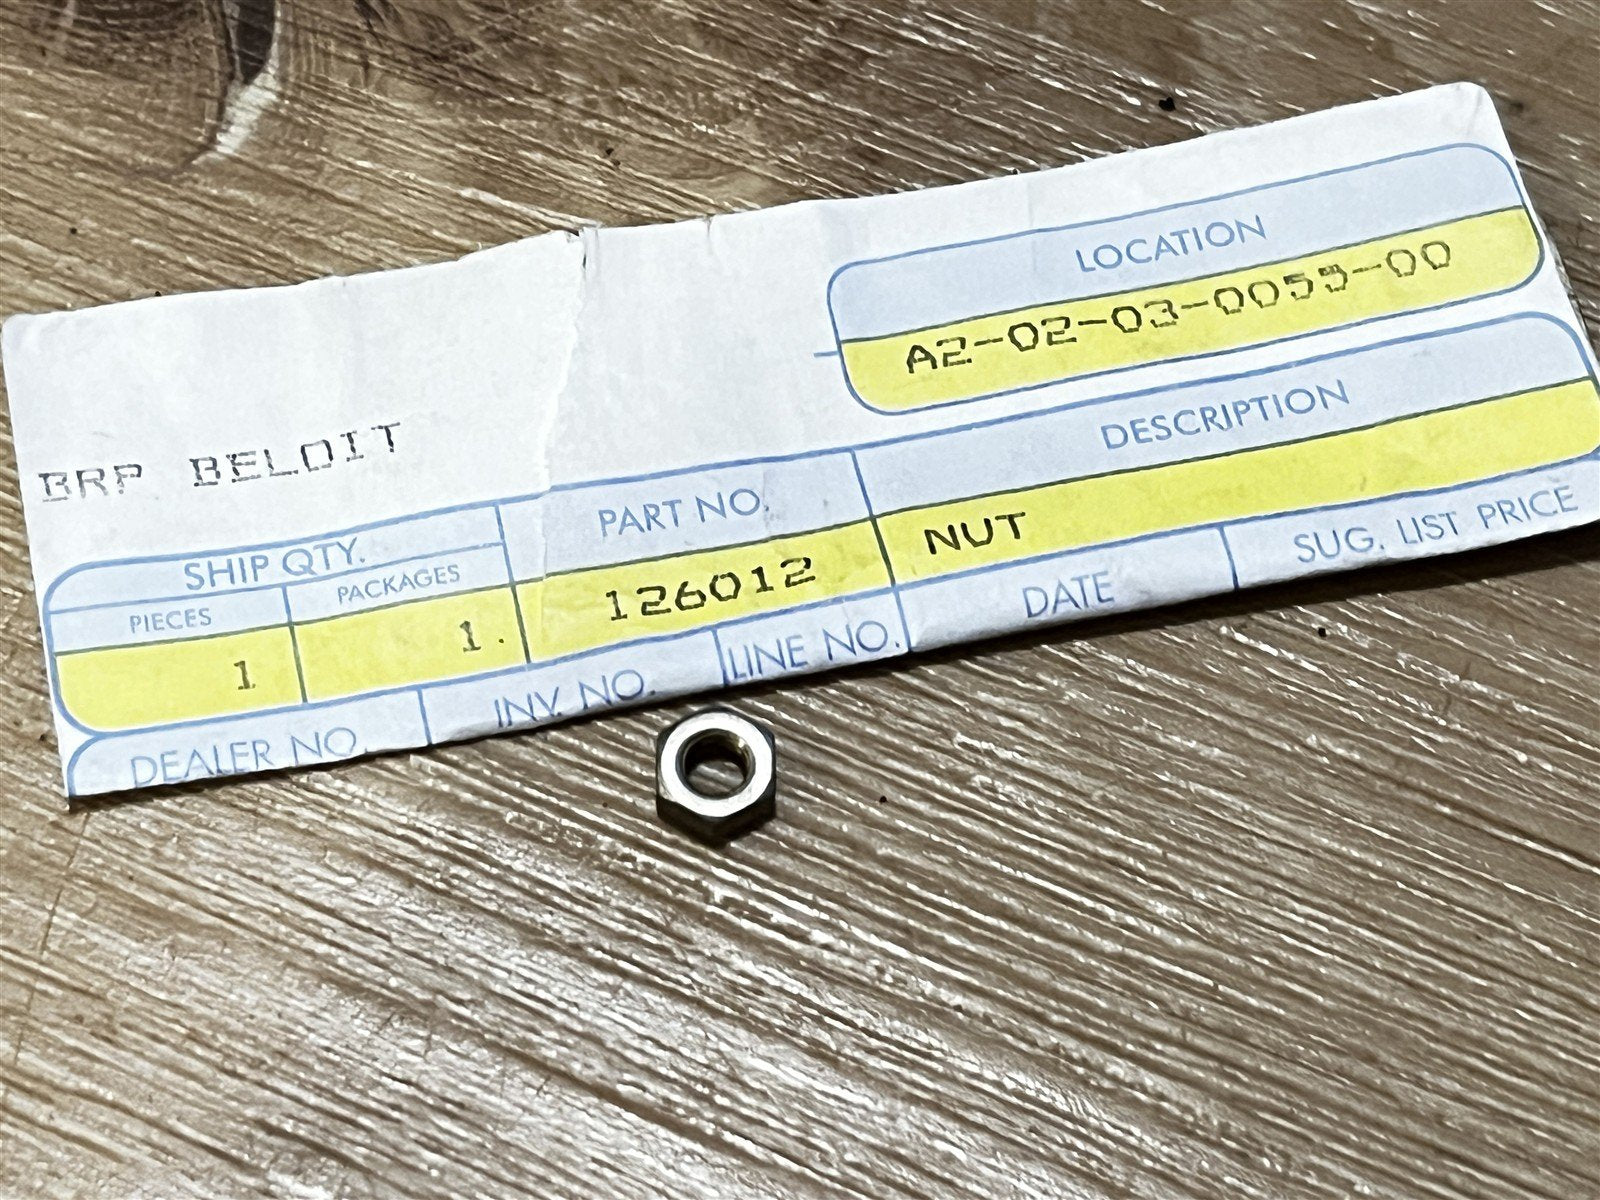 LOCATION
A2-02-03-0059-00
BRP BELOIT
SHIP QTY.
PIECES
PACKAGES
PART NO.
DESCRIPTION
1
1.
126012
NUT
DEALER NO.
INV. NO.
LINE NO.
DATE
SUG. LIST PRICE